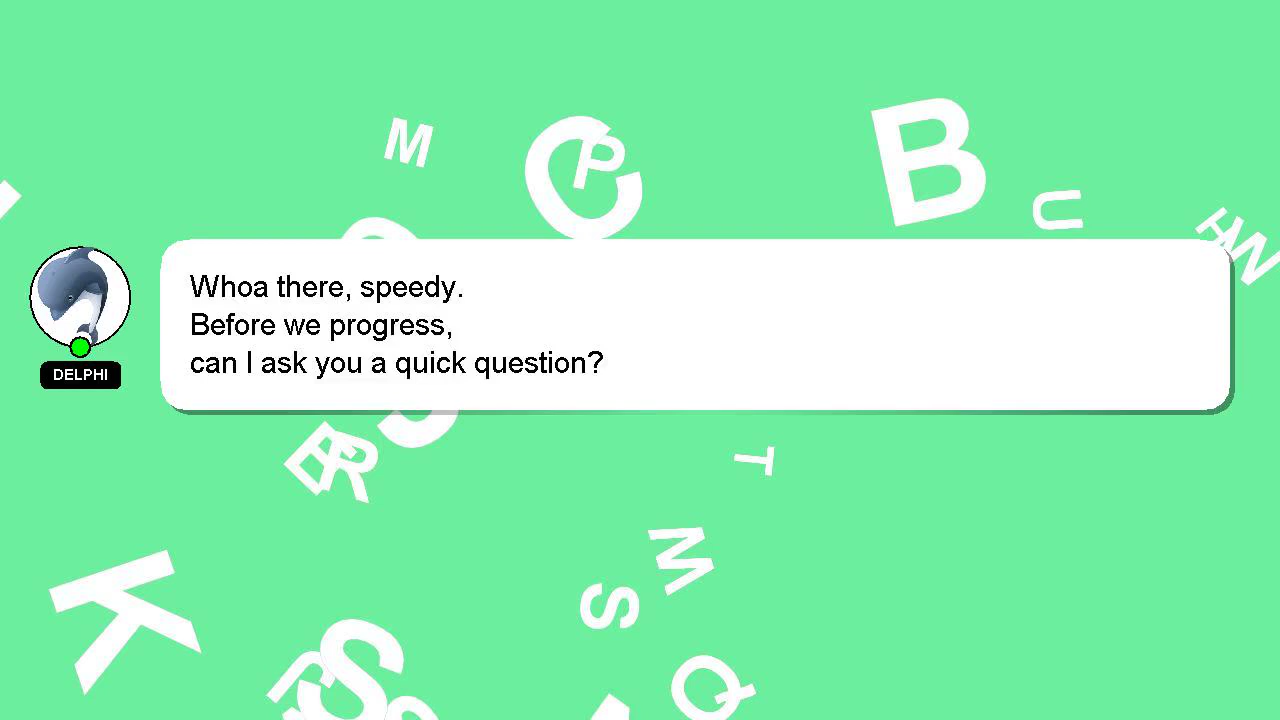 M
C
P
B
U
H
W
DELPHI
Whoa there, speedy.
Before we progress,
can I ask you a quick question?
R
T
K
M
S
S
Q